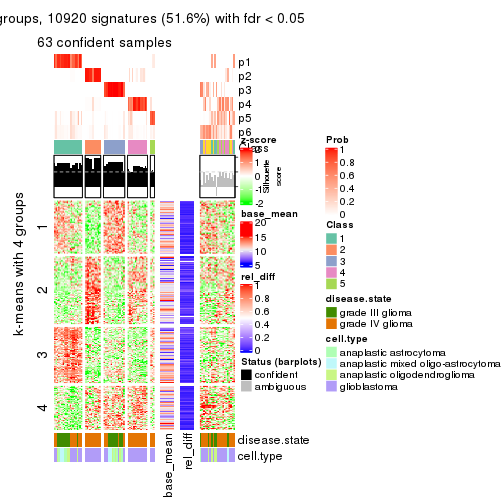 groups, 10920 signatures (51.6%) with fdr < 0.05
63 confident samples
p1
p2
p3
p4
p5
p6
Class
Silhouette
score
k-means with 4 groups
1
2
3
4
base_mean
rel_diff
disease.state
cell.type
z-score
2
1
0
-1
-2
base_mean
20
15
10
5
rel_diff
1
0.8
0.6
0.4
0.2
0
Status (barplots)
confident
ambiguous
Prob
1
0.8
0.6
0.4
0.2
0
Class
1
2
3
4
5
disease.state
grade III glioma
grade IV glioma
cell.type
anaplastic astrocytoma
anaplastic mixed oligo-astrocytoma
anaplastic oligodendroglioma
glioblastoma